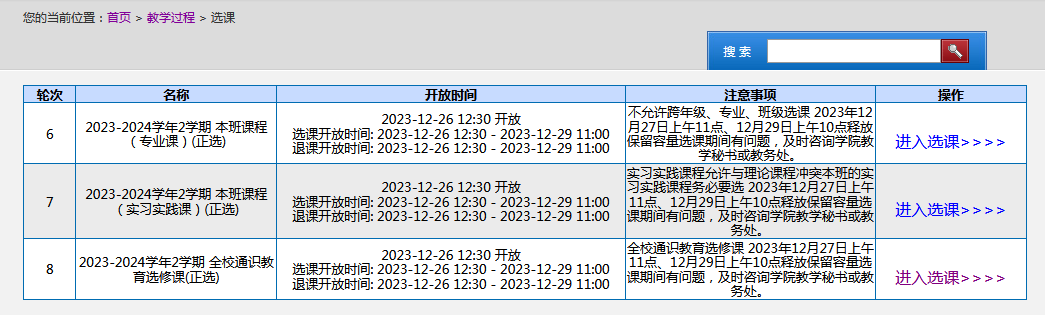 您的当前位置：首页 > 教学过程 > 选课
搜 索
轮次 名称 开放时间 注意事项 操作
6
2023-2024学年2学期 本班课程
（专业课）(正选)
2023-12-26 12:30 开放
选课开放时间: 2023-12-26 12:30 - 2023-12-29 11:00
退课开放时间: 2023-12-26 12:30 - 2023-12-29 11:00
不允许跨年级、专业、班级选课 2023年12
月27日上午11点、12月29日上午10点释放
保留容量选课期间有问题，及时咨询学院教
学秘书或教务处。
进入选课>>>>
7
2023-2024学年2学期 本班课程
（实习实践课）(正选)
2023-12-26 12:30 开放
选课开放时间: 2023-12-26 12:30 - 2023-12-29 11:00
退课开放时间: 2023-12-26 12:30 - 2023-12-29 11:00
实习实践课程允许与理论课程冲突本班的实
习实践课程务必要选 2023年12月27日上午
11点、12月29日上午10点释放保留容量选
课期间有问题，及时咨询学院教学秘书或教
务处。
进入选课>>>>
8
2023-2024学年2学期 全校通识教
育选修课(正选)
2023-12-26 12:30 开放
选课开放时间: 2023-12-26 12:30 - 2023-12-29 11:00
退课开放时间: 2023-12-26 12:30 - 2023-12-29 11:00
全校通识教育选修课 2023年12月27日上午
11点、12月29日上午10点释放保留容量选
课期间有问题，及时咨询学院教学秘书或教
务处。
进入选课>>>>